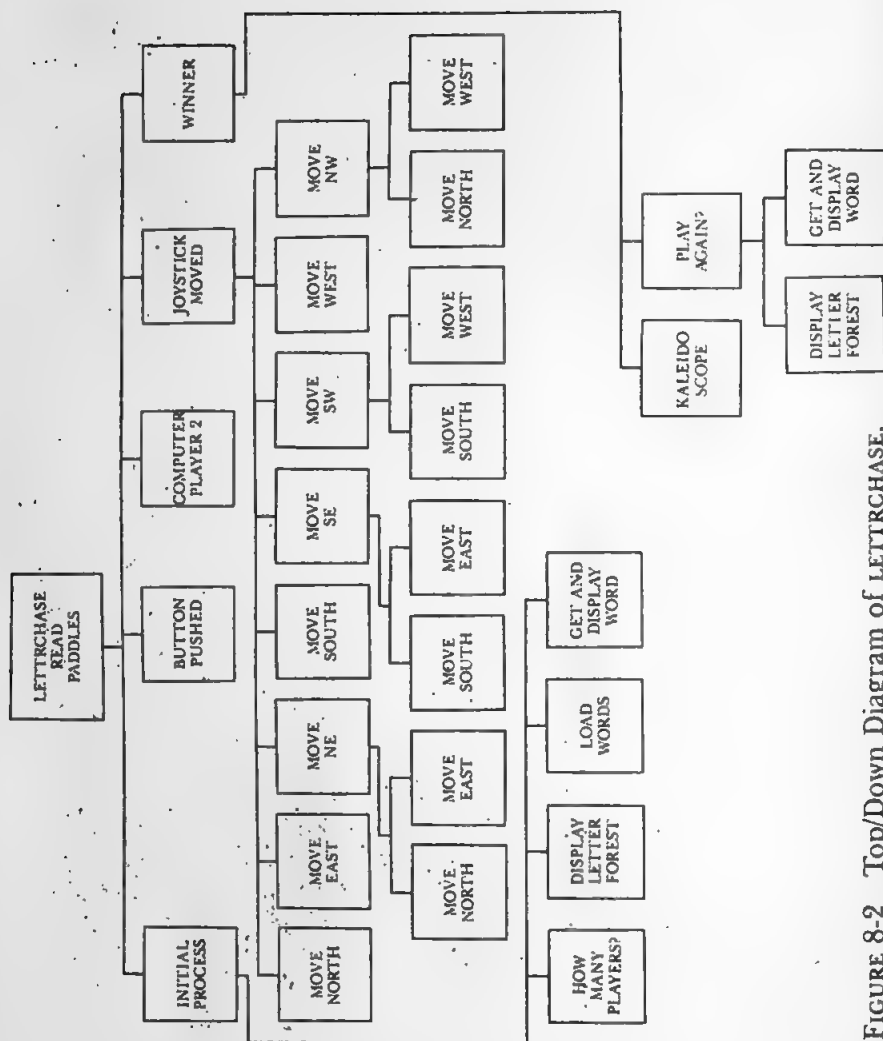 LETTRCHASE
READ
PADDLES
INITIAL
PROCESS
BUTTON
PUSHED
COMPUTER
PLAYER 2
JOYSTICK
MOVED
WINNER
MOVE
NORTH
MOVE
EAST
MOVE
NE
MOVE
SOUTH
MOVE
SE
MOVE
SW
MOVE
WEST
MOVE
NW
MOVE
NORTH
MOVE
EAST
MOVE
SOUTH
MOVE
EAST
MOVE
SOUTH
MOVE
WEST
MOVE
NORTH
MOVE
WEST
HOW
MANY
PLAYERS?
DISPLAY
LETTER
FOREST
LOAD
WORDS
GET AND
DISPLAY
WORD
KALEIDO
SCOPE
PLAY
AGAIN?
DISPLAY
LETTER
FOREST
GET AND
DISPLAY
WORD
FIGURE 8-2 Top/Down Diagram of LETTRCHASE.